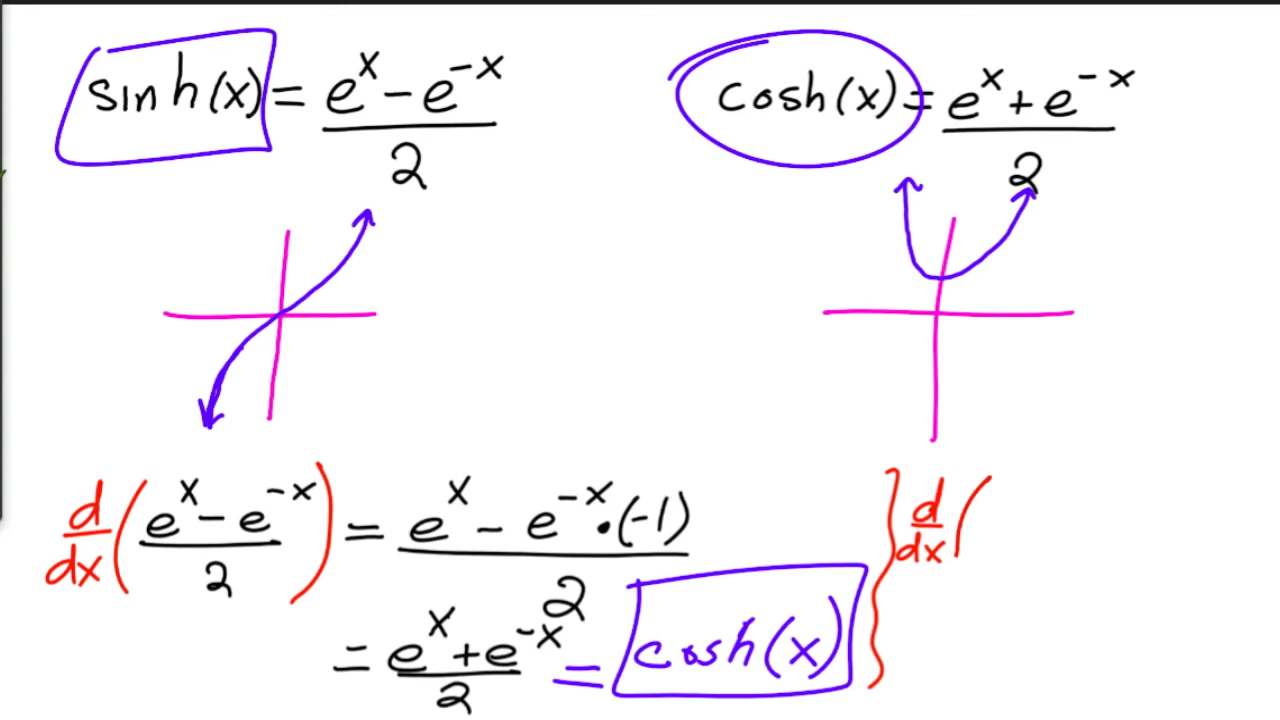 sinh(x) = (e^x - e^-x)/2
cosh(x) = (e^x + e^-x)/2
d/dx ((e^x - e^-x)/2) = (e^x - e^-x • (-1))/2
= (e^x + e^-x)/2 = cosh(x)
d/dx (